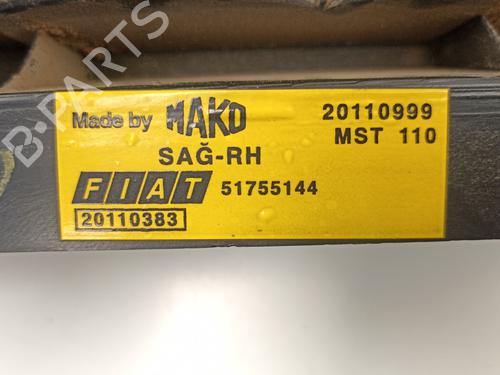 Made by MAKO 20110999
MST 110
SAĞ-RH
FIAT 51755144
20110383
B-PARTS